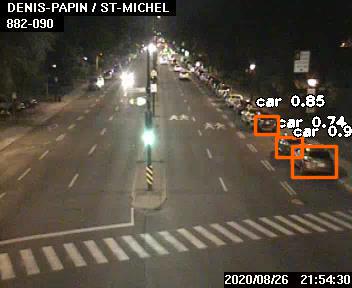 DENIS-PAPIN / ST-MICHEL
882-090
car 0.85
car 0.74
car 0.9
2020/08/26 21:54:30